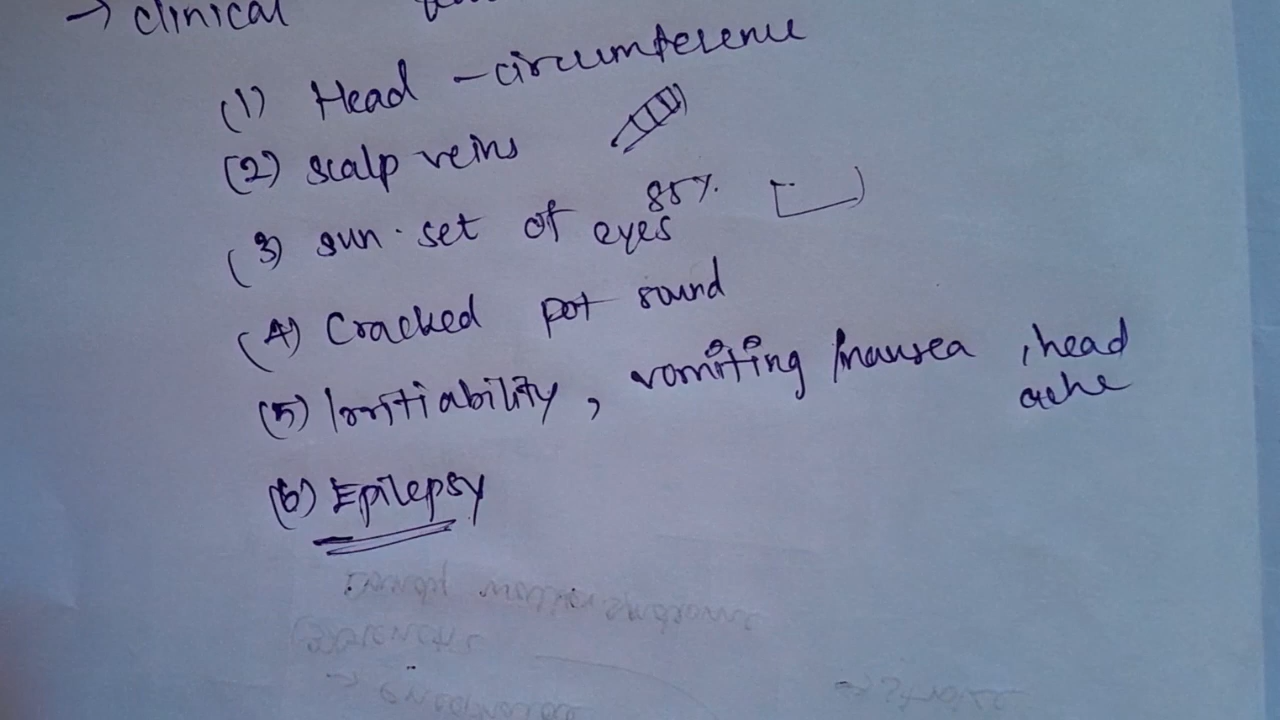 → clinical
(1) Head - circumference
(2) scalp veins
(3) sun-set of eyes 85%
(4) Cracked pot sound
(5) Irritiability, vomiting / nausea, head
ache
(6) Epilepsy